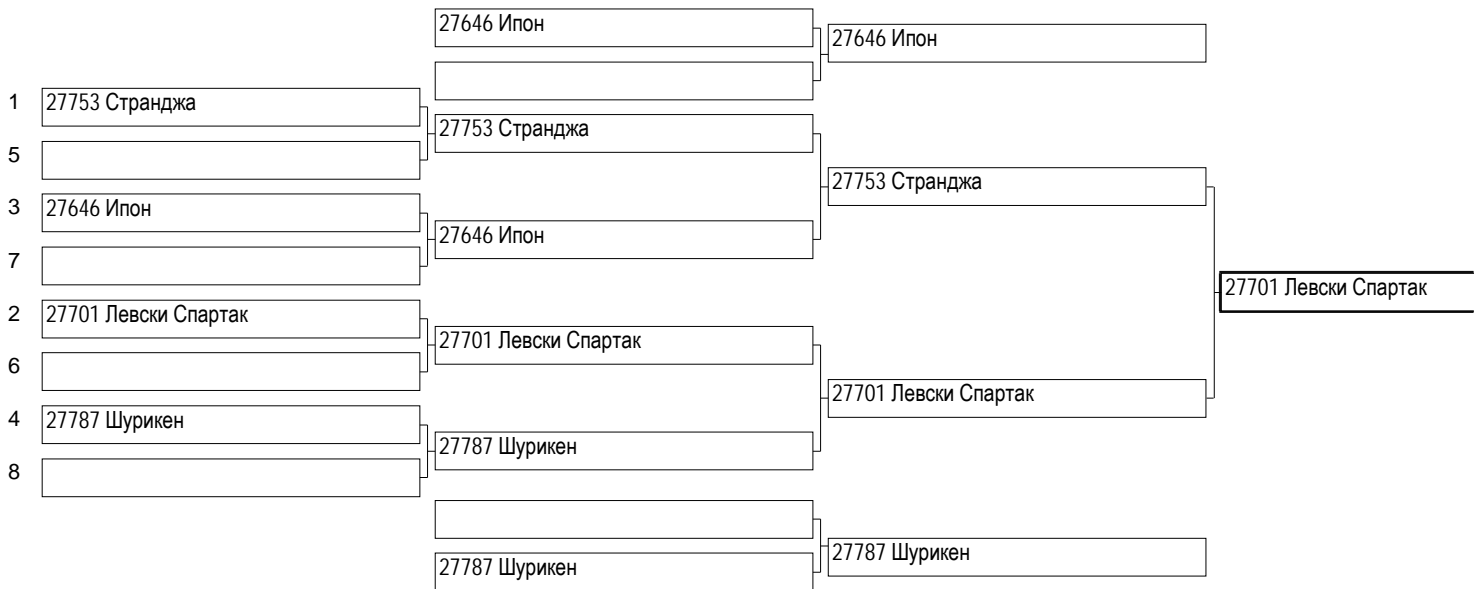 27646 Ипон
27646 Ипон
1 27753 Странджа
27753 Странджа
5
27753 Странджа
3 27646 Ипон
27646 Ипон
7
27701 Левски Спартак
2 27701 Левски Спартак
27701 Левски Спартак
6
27701 Левски Спартак
4 27787 Шурикен
27787 Шурикен
8
27787 Шурикен
27787 Шурикен